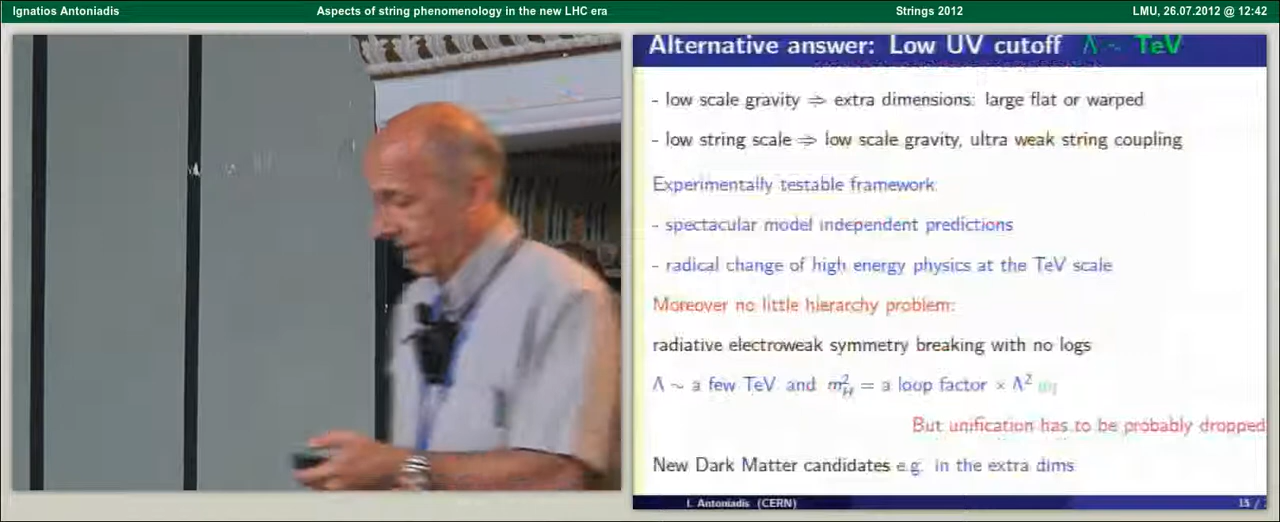 Ignatios Antoniadis Aspects of string phenomenology in the new LHC era Strings 2012 LMU, 26.07.2012 @ 12:42
Alternative answer: Low UV cutoff Λ ~ TeV
- low scale gravity ⇒ extra dimensions: large flat or warped
- low string scale ⇒ low scale gravity, ultra weak string coupling
Experimentally testable framework:
- spectacular model independent predictions
- radical change of high energy physics at the TeV scale
Moreover no little hierarchy problem:
radiative electroweak symmetry breaking with no logs
Λ ~ a few TeV and m_H^2 = a loop factor × Λ^2
But unification has to be probably dropped
New Dark Matter candidates e.g. in the extra dims
I. Antoniadis (CERN) 15 /